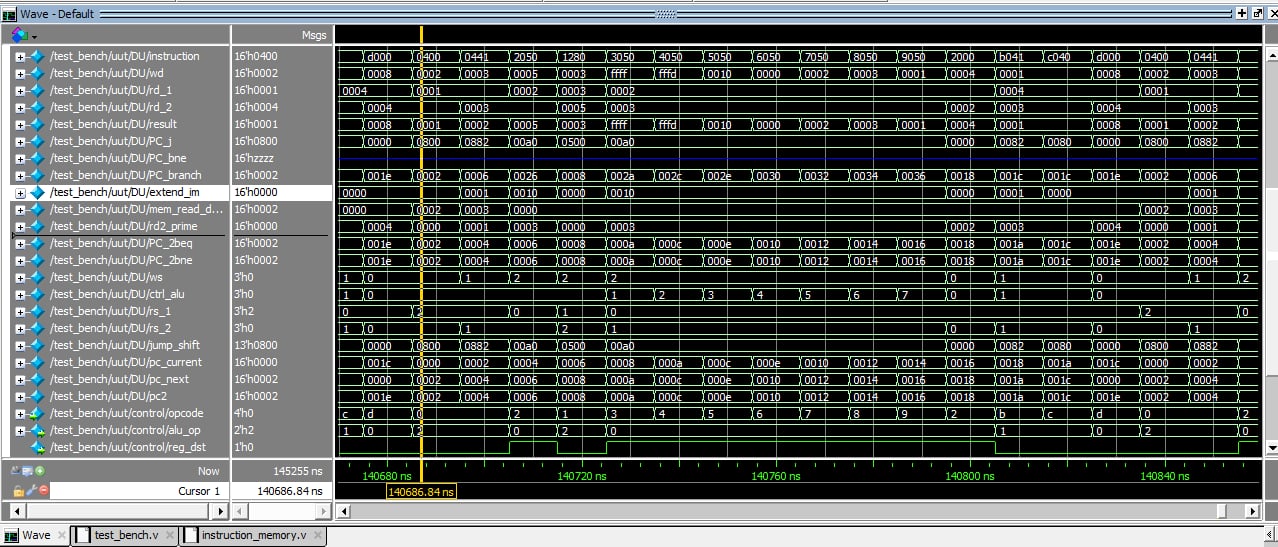 Wave - Default
Msgs
/test_bench/uut/DU/instruction 16'h0400 d000 0400 0441 2050 1280 3050 4050 5050 6050 7050 8050 9050 2000 b041 c040 d000 0400 0441
/test_bench/uut/DU/wd 16'h0002 0008 0002 0003 0005 0003 ffff fffd 0010 0000 0002 0003 0001 0004 0001 0008 0002 0003
/test_bench/uut/DU/rd_1 16'h0001 0004 0001 0002 0003 0002 0004 0001
/test_bench/uut/DU/rd_2 16'h0004 0004 0003 0005 0003 0002 0003 0004 0003
/test_bench/uut/DU/result 16'h0001 0008 0001 0002 0005 0003 ffff fffd 0010 0000 0002 0003 0001 0004 0001 0008 0001 0002
/test_bench/uut/DU/PC_j 16'h0800 0000 0800 0882 00a0 0500 00a0 0000 0082 0080 0000 0800 0882
/test_bench/uut/DU/PC_bne 16'hzzzz
/test_bench/uut/DU/PC_branch 16'h0002 001e 0002 0006 0026 0008 002a 002c 002e 0030 0032 0034 0036 0018 001c 001c 001e 0002 0006
/test_bench/uut/DU/extend_im 16'h0000 0000 0001 0010 0000 0010 0000 0001 0000 0001
/test_bench/uut/DU/mem_read_d... 16'h0002 0000 0002 0003 0000 0002 0003
/test_bench/uut/DU/rd2_prime 16'h0000 0004 0000 0001 0003 0000 0003 0002 0003 0004 0000 0001
/test_bench/uut/DU/PC_2beq 16'h0002 001e 0002 0004 0006 0008 000a 000c 000e 0010 0012 0014 0016 0018 001a 001c 001e 0002 0004
/test_bench/uut/DU/PC_2bne 16'h0002 001e 0002 0004 0006 0008 000a 000c 000e 0010 0012 0014 0016 0018 001a 001c 001e 0002 0004
/test_bench/uut/DU/ws 3'h0 1 0 1 2 2 2 0 1 0 1 2
/test_bench/uut/DU/ctrl_alu 3'h0 1 0 1 2 3 4 5 6 7 0 1 0
/test_bench/uut/DU/rs_1 3'h2 0 2 0 1 0 2 0
/test_bench/uut/DU/rs_2 3'h0 1 0 1 2 1 0 1 0 1
/test_bench/uut/DU/jump_shift 13'h0800 0000 0800 0882 00a0 0500 00a0 0000 0082 0080 0000 0800 0882
/test_bench/uut/DU/pc_current 16'h0000 001c 0000 0002 0004 0006 0008 000a 000c 000e 0010 0012 0014 0016 0018 001a 001c 0000 0002
/test_bench/uut/DU/pc_next 16'h0002 0000 0002 0004 0006 0008 000a 000c 000e 0010 0012 0014 0016 0018 001a 001c 0000 0002 0004
/test_bench/uut/DU/pc2 16'h0002 001e 0002 0004 0006 0008 000a 000c 000e 0010 0012 0014 0016 0018 001a 001c 001e 0002 0004
/test_bench/uut/control/opcode 4'h0 c d 0 2 1 3 4 5 6 7 8 9 2 b c d 0 2
/test_bench/uut/control/alu_op 2'h2 1 0 2 0 2 0 1 0 2 0
/test_bench/uut/control/reg_dst 1'h0
Now 145255 ns 140680 ns 140720 ns 140760 ns 140800 ns 140840 ns
Cursor 1 140686.84 ns 140686.84 ns
Wave test_bench.v instruction_memory.v